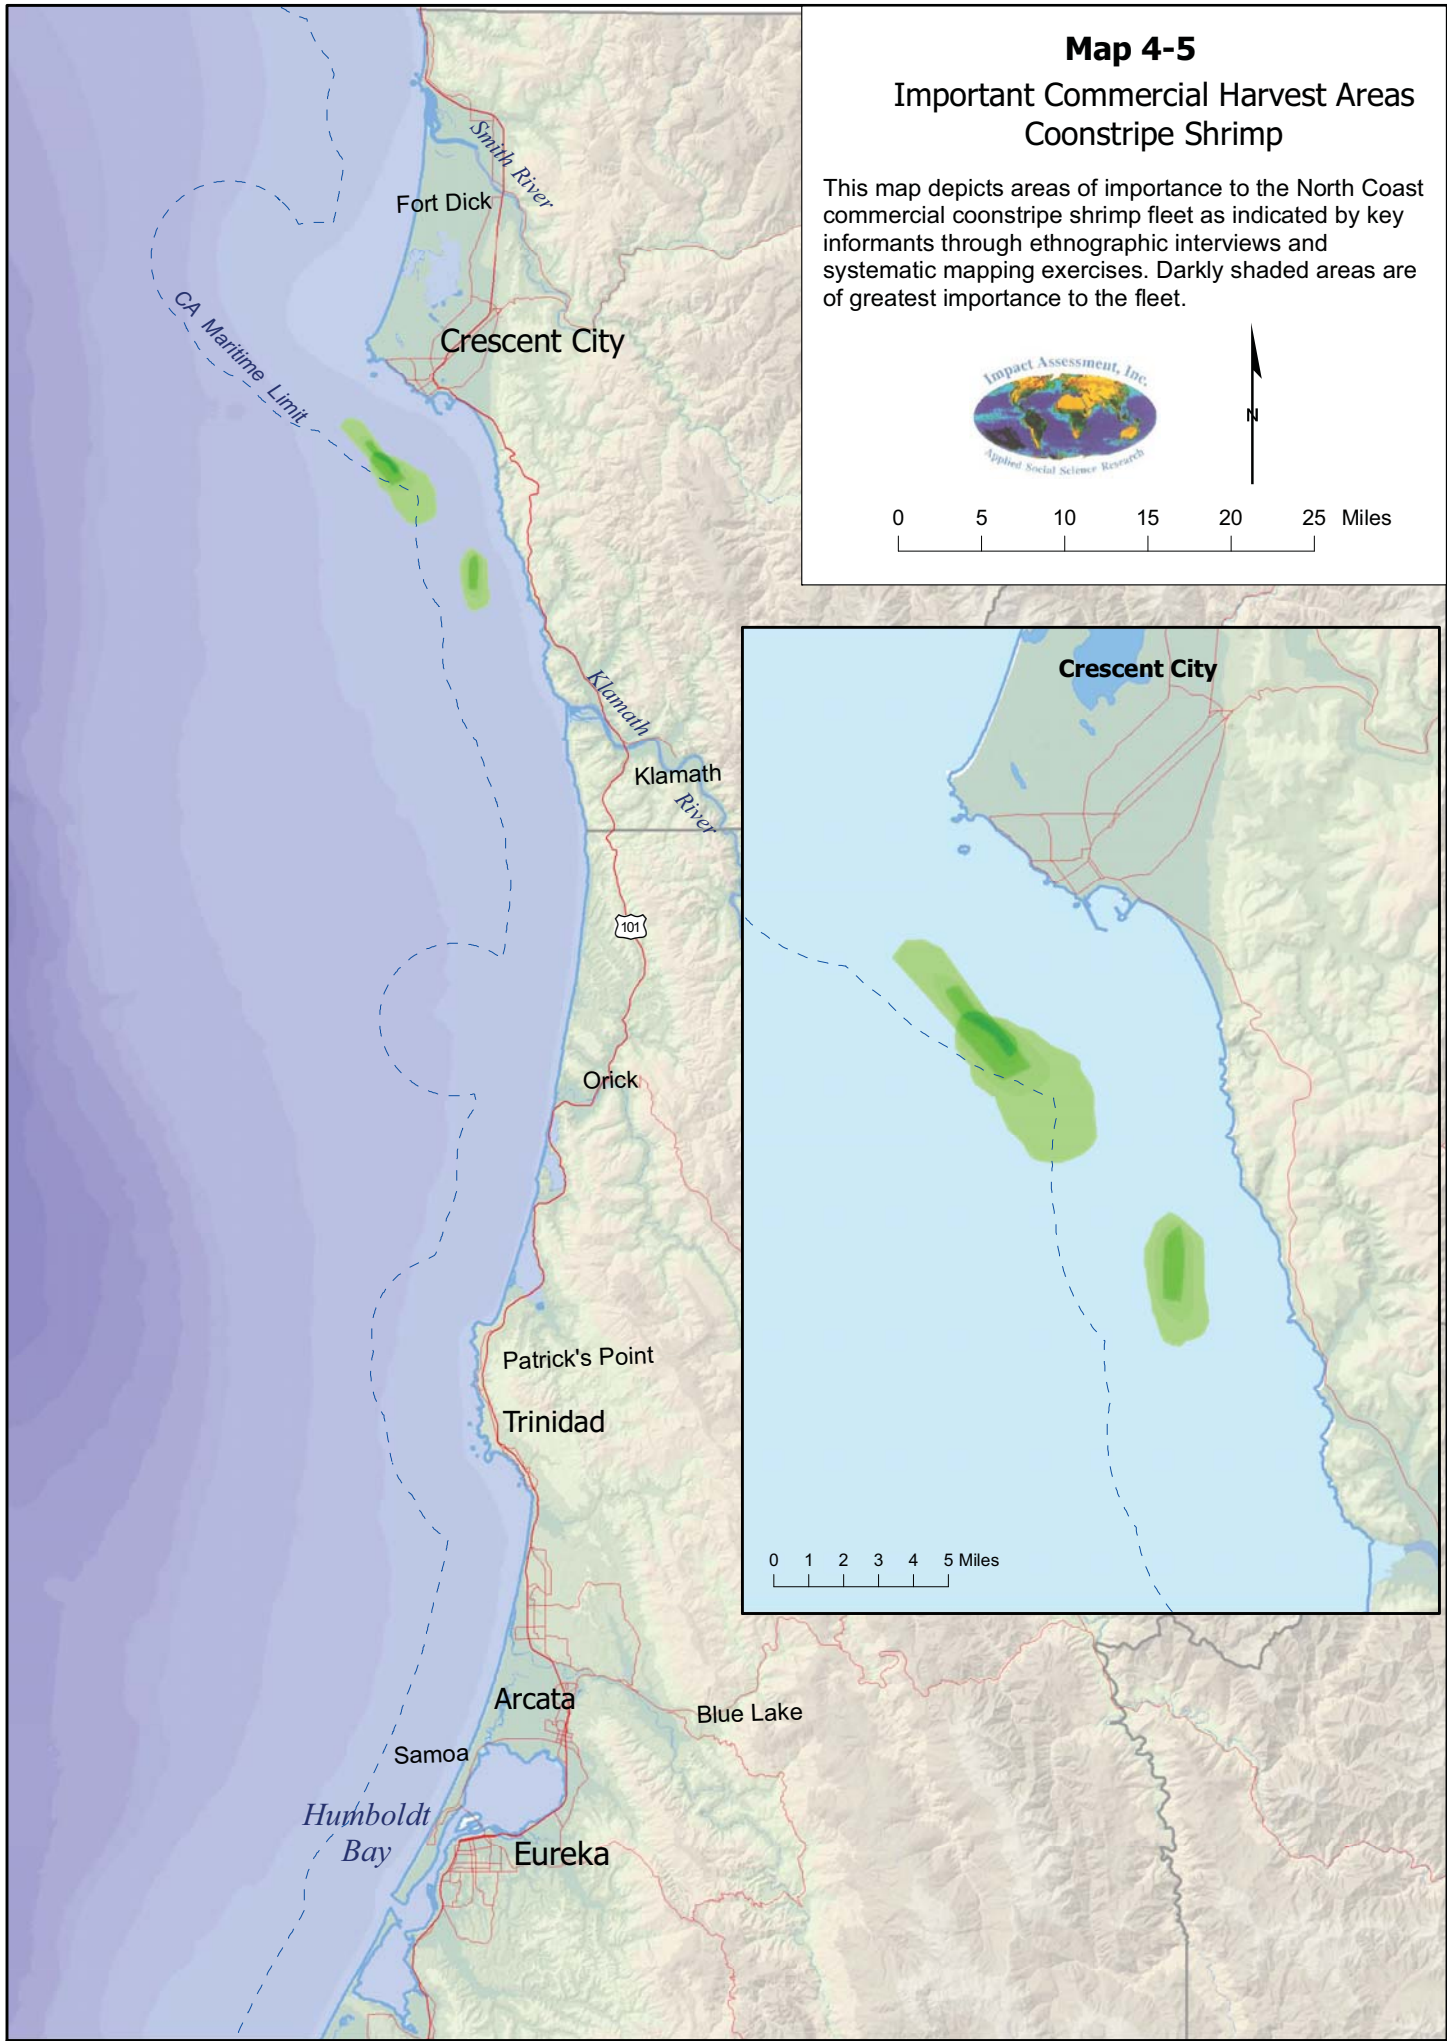 Map 4-5
Important Commercial Harvest Areas
Coonstripe Shrimp
This map depicts areas of importance to the North Coast
commercial coonstripe shrimp fleet as indicated by key
informants through ethnographic interviews and
systematic mapping exercises. Darkly shaded areas are
of greatest importance to the fleet.
Impact Assessment, Inc.
Applied Social Science Research
N
0 5 10 15 20 25 Miles
Smith River
Fort Dick
CA Maritime Limit
Crescent City
Klamath
Klamath
River
101
Orick
Patrick's Point
Trinidad
Arcata
Blue Lake
Samoa
Humboldt
Bay
Eureka
Crescent City
0 1 2 3 4 5 Miles